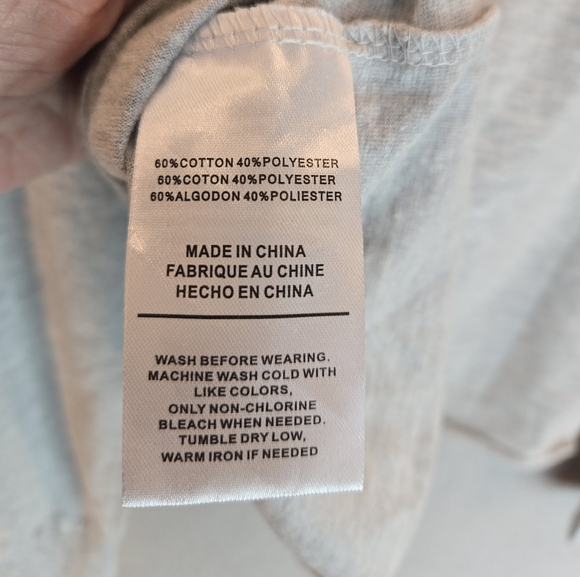 60%COTTON 40%POLYESTER
60%COTON 40%POLYESTER
60%ALGODON 40%POLIESTER
MADE IN CHINA
FABRIQUE AU CHINE
HECHO EN CHINA
WASH BEFORE WEARING.
MACHINE WASH COLD WITH
LIKE COLORS,
ONLY NON-CHLORINE
BLEACH WHEN NEEDED.
TUMBLE DRY LOW,
WARM IRON IF NEEDED